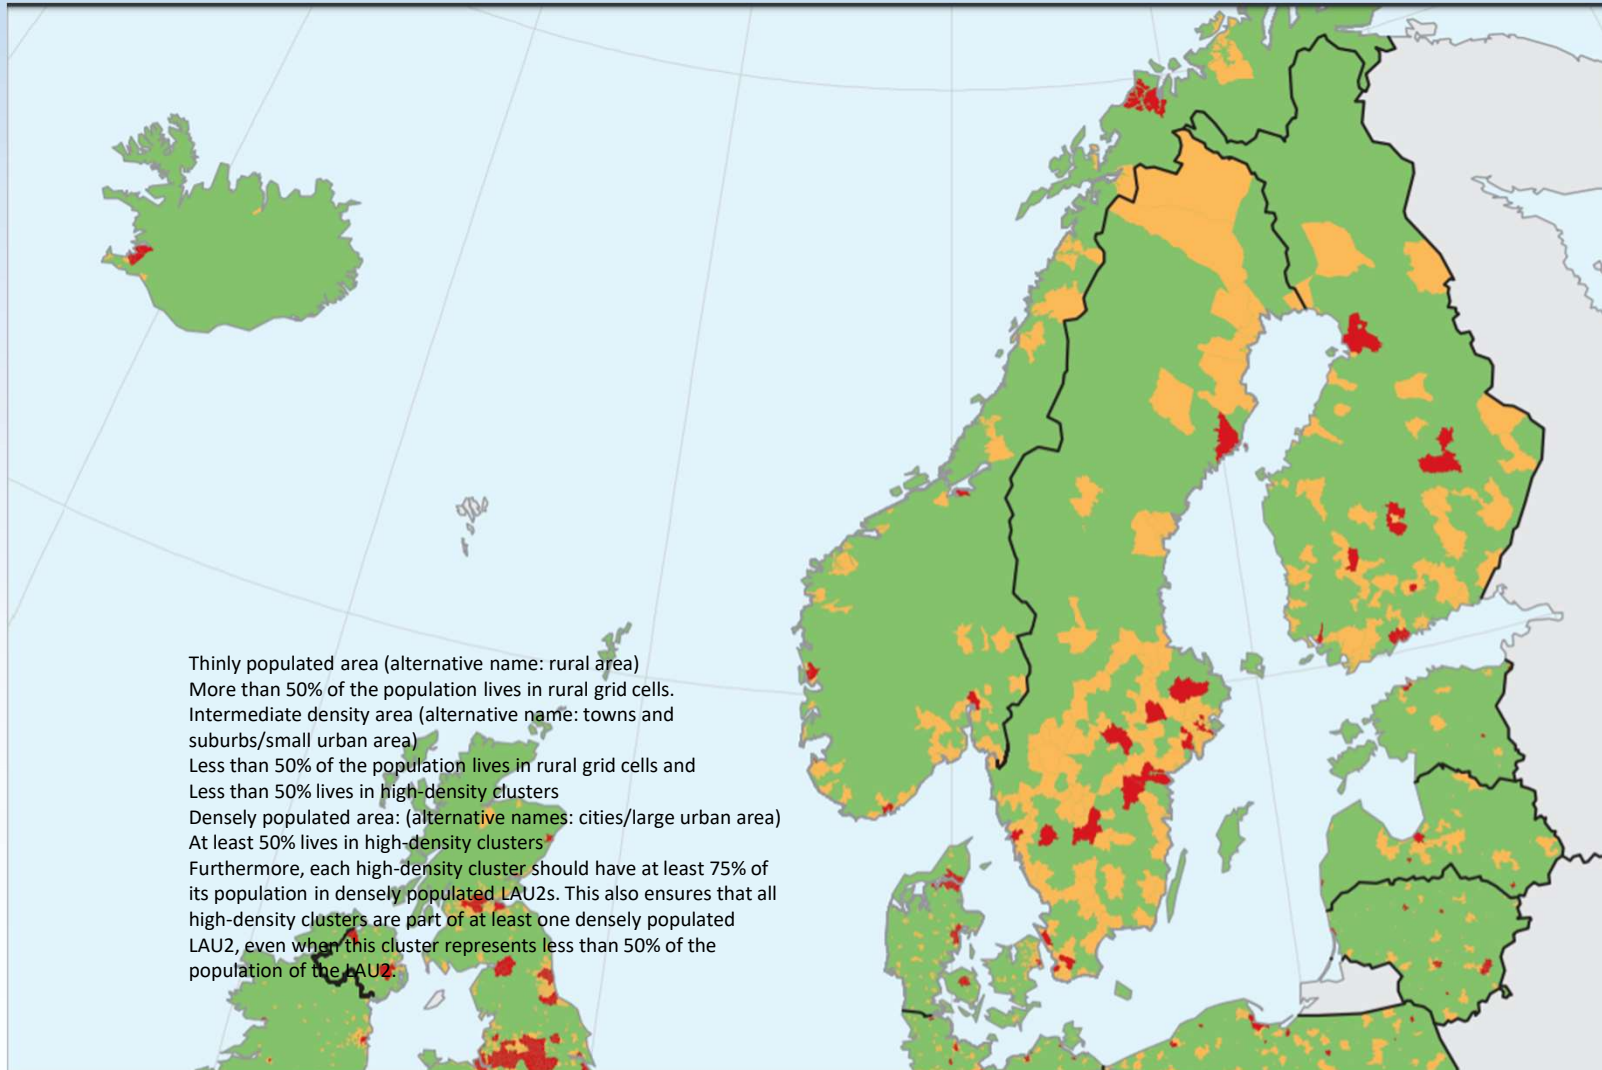 Thinly populated area (alternative name: rural area)
More than 50% of the population lives in rural grid cells.
Intermediate density area (alternative name: towns and
suburbs/small urban area)
Less than 50% of the population lives in rural grid cells and
Less than 50% lives in high-density clusters
Densely populated area: (alternative names: cities/large urban area)
At least 50% lives in high-density clusters
Furthermore, each high-density cluster should have at least 75% of
its population in densely populated LAU2s. This also ensures that all
high-density clusters are part of at least one densely populated
LAU2, even when this cluster represents less than 50% of the
population of the LAU2.